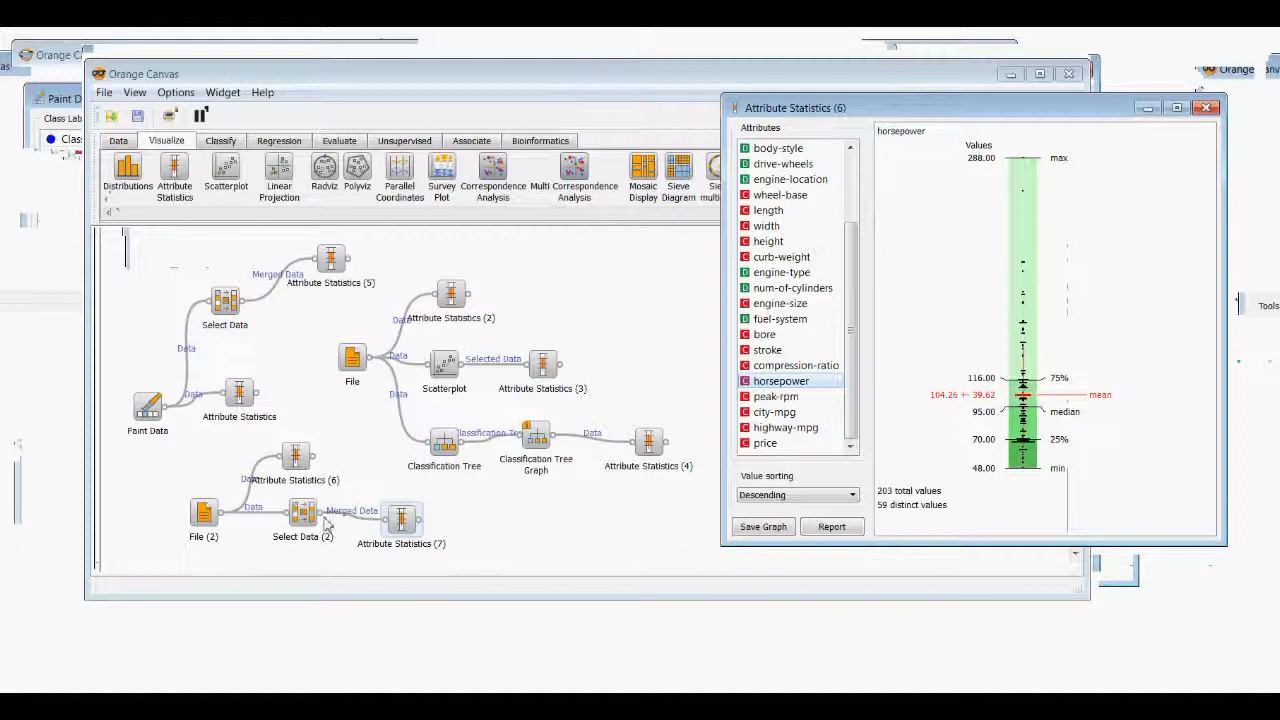 Orange C
as
Paint D
Class Labe
Clas
Orange Canvas
File View Options Widget Help
Data Visualize Classify Regression Evaluate Unsupervised Associate Bioinformatics
Distributions
Attribute
Statistics
Scatterplot
Linear
Projection
Radviz
Polyviz
Parallel
Coordinates
Survey
Plot
Correspondence
Analysis
Multi Correspondence
Analysis
Mosaic
Display
Sieve
Diagram
Sie
multi
Merged Data
Attribute Statistics (5)
Select Data
Data
Data
Attribute Statistics
Paint Data
Data
Attribute Statistics (2)
File
Data
Scatterplot
Selected Data
Attribute Statistics (3)
Data
Classification Tree
Classification Tre
Classification Tree
Graph
Data
Attribute Statistics (4)
Data
Attribute Statistics (6)
File (2)
Data
Select Data (2)
Merged Data
Attribute Statistics (7)
Attribute Statistics (6)
Attributes
D body-style
D drive-wheels
D engine-location
C wheel-base
C length
C width
C height
C curb-weight
D engine-type
D num-of-cylinders
C engine-size
D fuel-system
C bore
C stroke
C compression-ratio
C horsepower
C peak-rpm
C city-mpg
C highway-mpg
C price
Value sorting
Descending
Save Graph Report
horsepower
Values
288.00 max
116.00 75%
104.26 +- 39.62 mean
95.00 median
70.00 25%
48.00 min
203 total values
59 distinct values
Orange
Tools